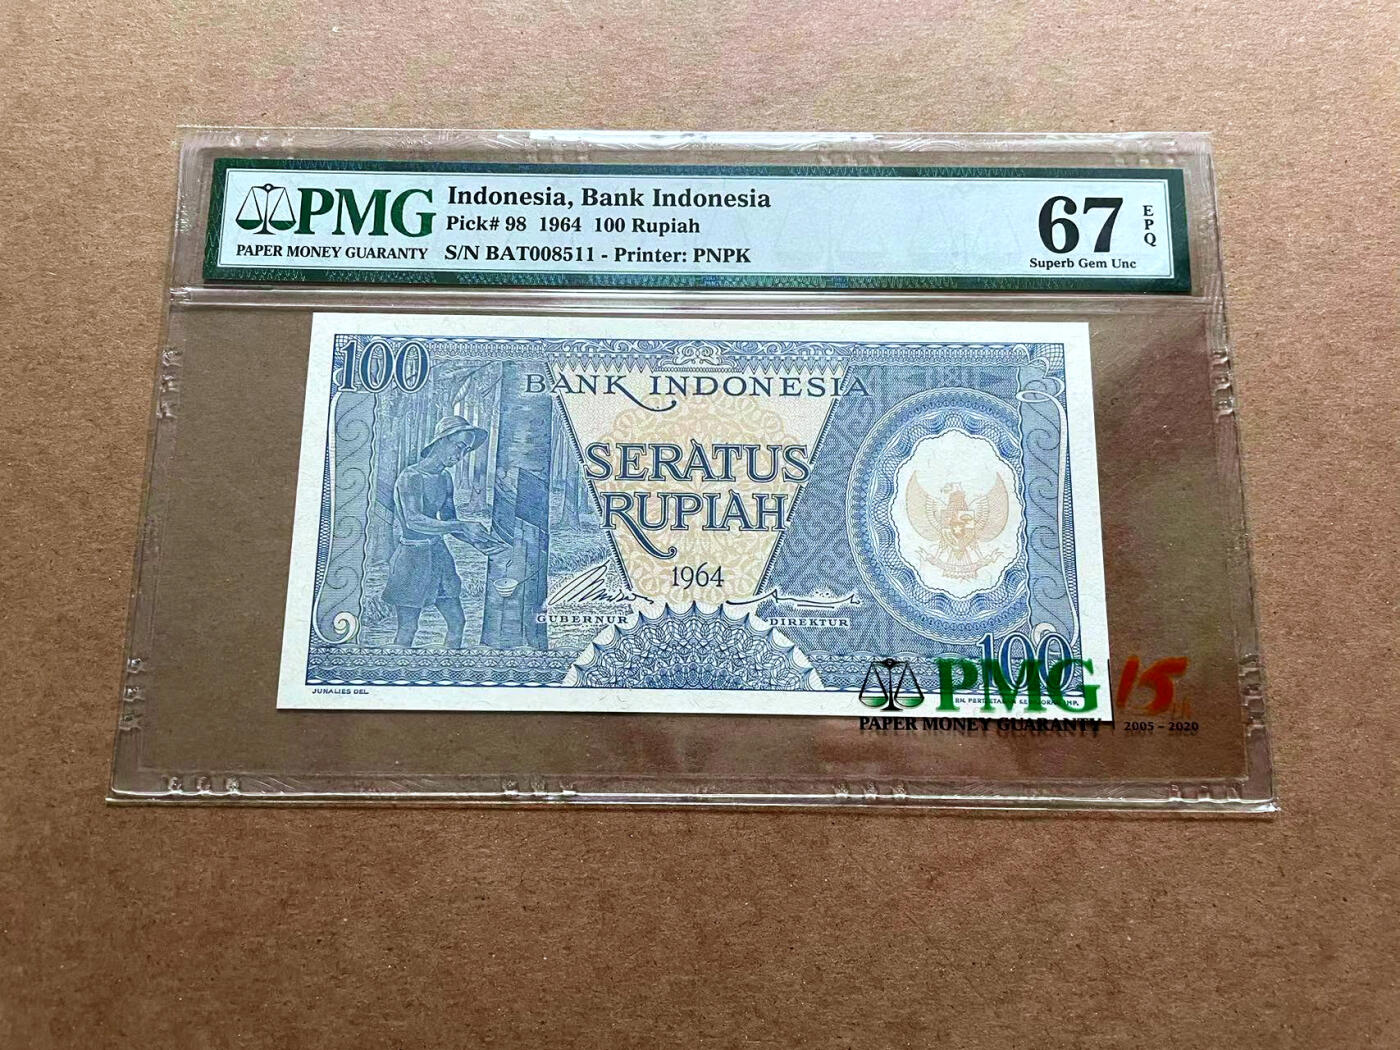 PMG
PAPER MONEY GUARANTY
Indonesia, Bank Indonesia
Pick# 98 1964 100 Rupiah
S/N BAT008511 - Printer: PNPK
67 EPQ
Superb Gem Unc
100
BANK INDONESIA
SERATUS
RUPIAH
1964
GUBERNUR
DIREKTUR
100
JUNALIES DEL.
PMG
PAPER MONEY GUARANTY
15
2005 – 2020